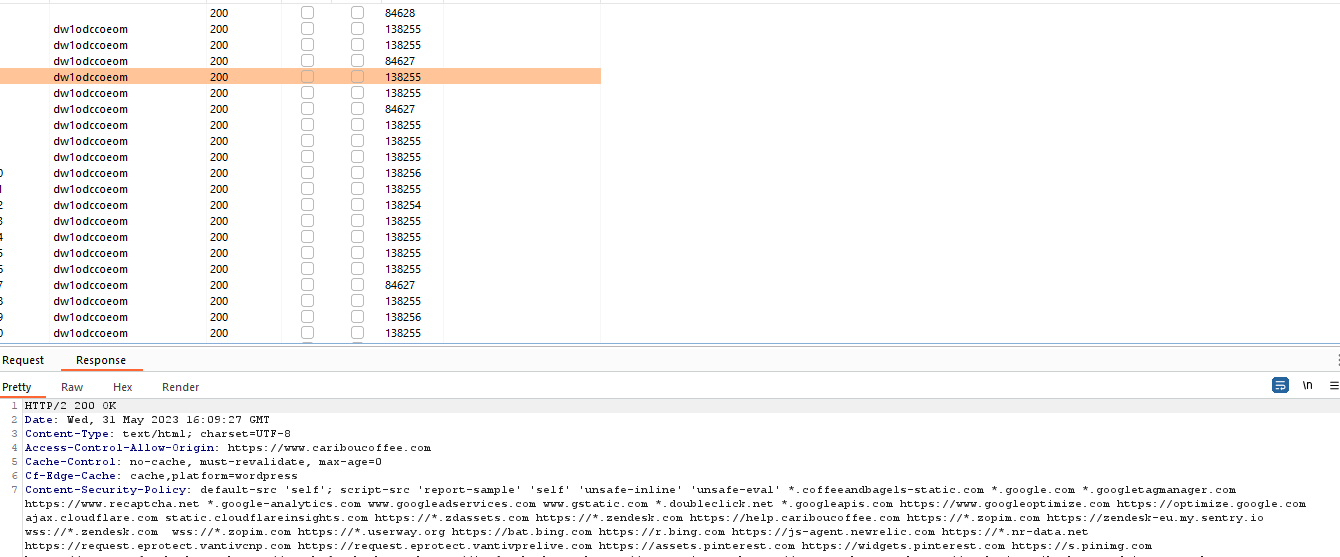 200 84628
dw1odccoeom 200 138255
dw1odccoeom 200 138255
dw1odccoeom 200 84627
dw1odccoeom 200 138255
dw1odccoeom 200 138255
dw1odccoeom 200 84627
dw1odccoeom 200 138255
dw1odccoeom 200 138255
dw1odccoeom 200 138255
0 dw1odccoeom 200 138256
1 dw1odccoeom 200 138255
2 dw1odccoeom 200 138254
3 dw1odccoeom 200 138255
4 dw1odccoeom 200 138255
5 dw1odccoeom 200 138255
6 dw1odccoeom 200 138255
7 dw1odccoeom 200 84627
8 dw1odccoeom 200 138255
9 dw1odccoeom 200 138256
0 dw1odccoeom 200 138255
Request Response
Pretty Raw Hex Render \n
1 HTTP/2 200 OK
2 Date: Wed, 31 May 2023 16:09:27 GMT
3 Content-Type: text/html; charset=UTF-8
4 Access-Control-Allow-Origin: https://www.cariboucoffee.com
5 Cache-Control: no-cache, must-revalidate, max-age=0
6 Cf-Edge-Cache: cache,platform=wordpress
7 Content-Security-Policy: default-src 'self'; script-src 'report-sample' 'self' 'unsafe-inline' 'unsafe-eval' *.coffeeandbagels-static.com *.google.com *.googletagmanager.com
https://www.recaptcha.net *.google-analytics.com www.googleadservices.com www.gstatic.com *.doubleclick.net *.googleapis.com https://www.googleoptimize.com https://optimize.google.com
ajax.cloudflare.com static.cloudflareinsights.com https://*.zdassets.com https://*.zendesk.com https://help.cariboucoffee.com https://*.zopim.com https://zendesk-eu.my.sentry.io
wss://*.zendesk.com wss://*.zopim.com https://*.userway.org https://bat.bing.com https://r.bing.com https://js-agent.newrelic.com https://*.nr-data.net
https://request.eprotect.vantivcnp.com https://request.eprotect.vantivprelive.com https://assets.pinterest.com https://widgets.pinterest.com https://s.pinimg.com